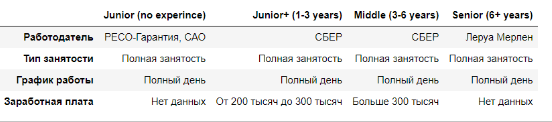 Junior (no experince) Junior+ (1-3 years) Middle (3-6 years) Senior (6+ years)
Работодатель РЕСО-Гарантия, САО СБЕР СБЕР Леруа Мерлен
Тип занятости Полная занятость Полная занятость Полная занятость Полная занятость
График работы Полный день Полный день Полный день Полный день
Заработная плата Нет данных От 200 тысяч до 300 тысяч Больше 300 тысяч Нет данных